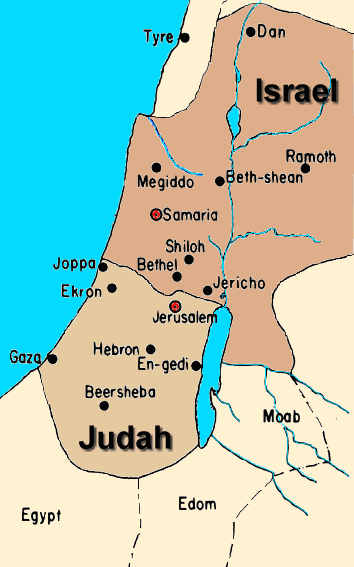 Dan
Tyre
Israel
Ramoth
Megiddo
Beth-shean
Samaria
Shiloh
Joppa
Bethel
Jericho
Ekron
Jerusalem
Hebron
Gaza
En-gedi
Beersheba
Moab
Judah
Edom
Egypt